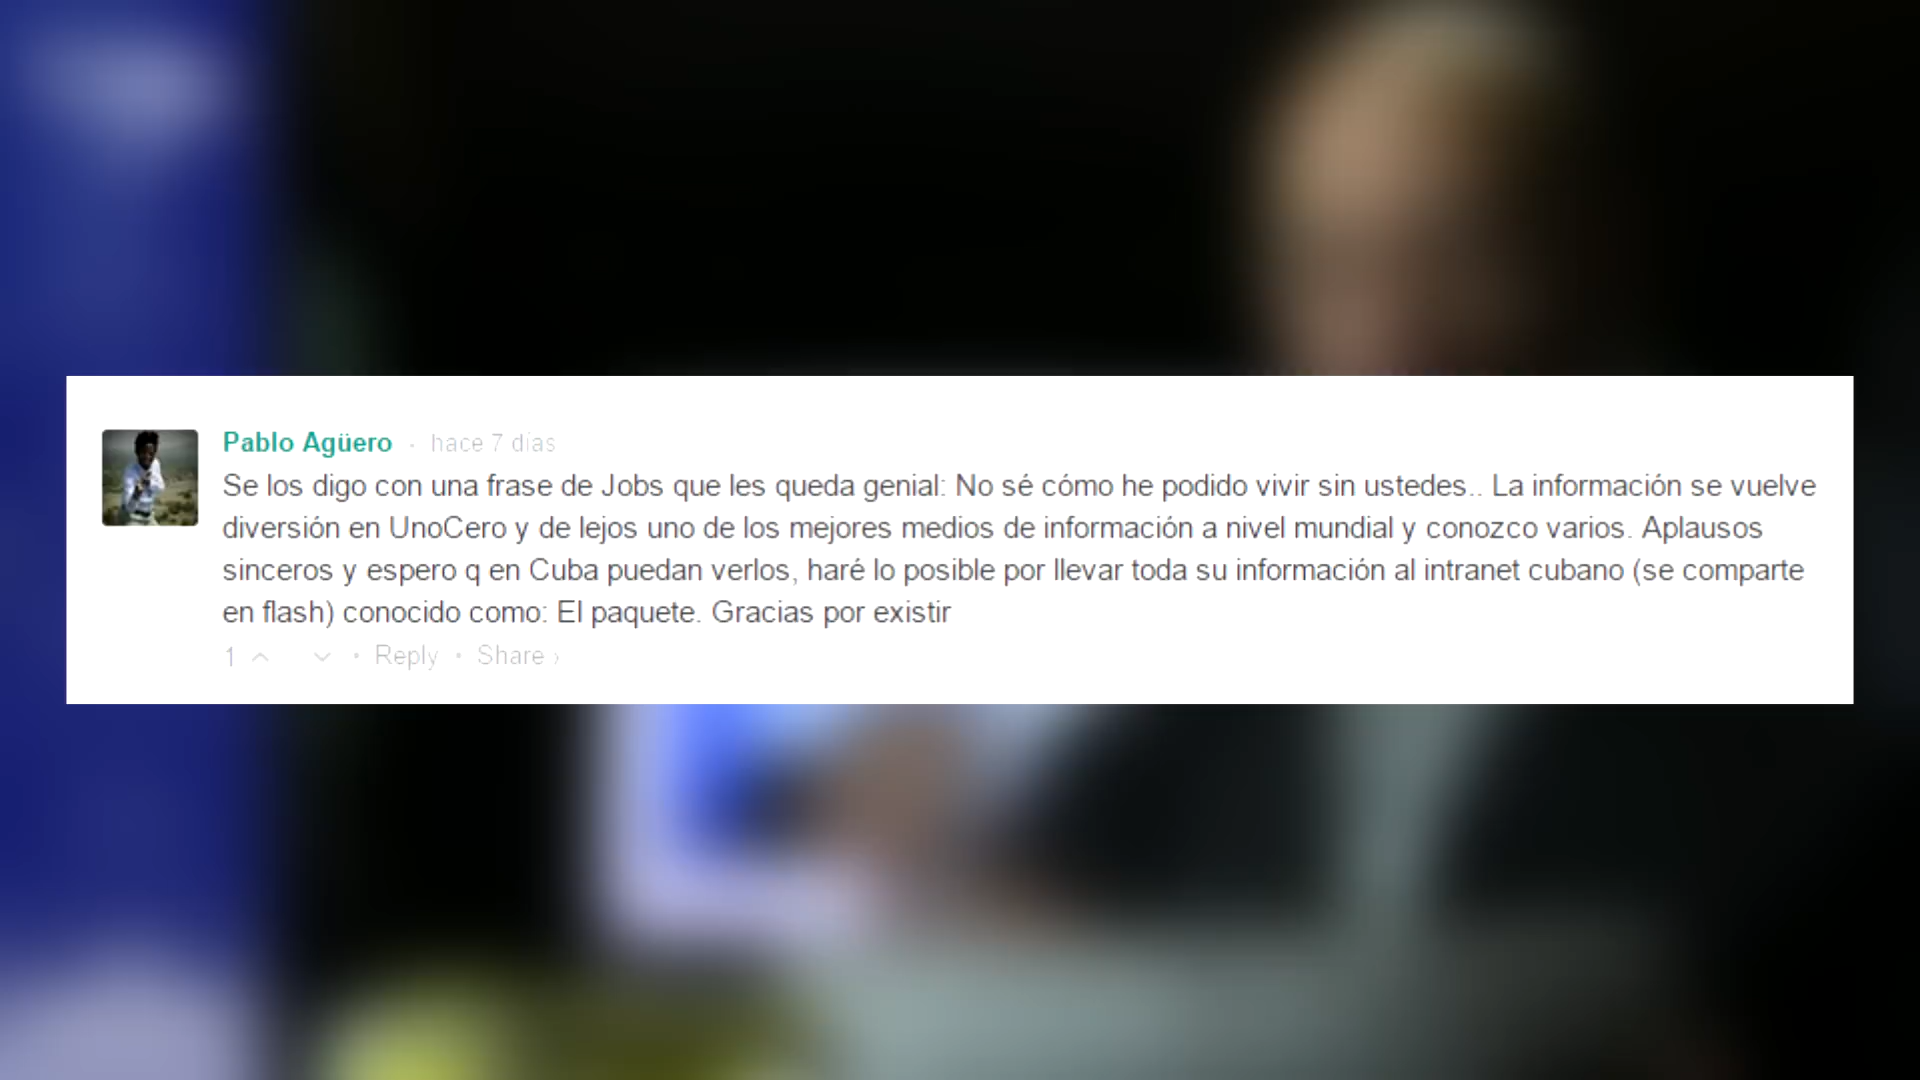 Pablo Agüero · hace 7 días
Se los digo con una frase de Jobs que les queda genial: No sé cómo he podido vivir sin ustedes.. La información se vuelve
diversión en UnoCero y de lejos uno de los mejores medios de información a nivel mundial y conozco varios. Aplausos
sinceros y espero q en Cuba puedan verlos, haré lo posible por llevar toda su información al intranet cubano (se comparte
en flash) conocido como: El paquete. Gracias por existir
1 · Reply · Share ›